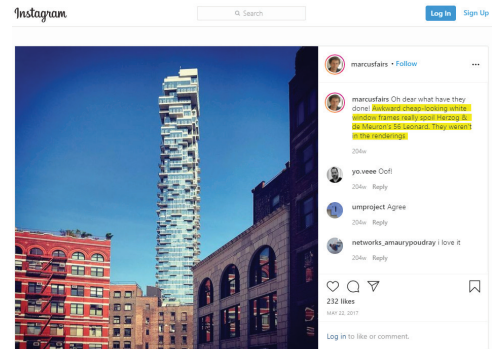 Instagram
Search
Log In
Sign Up
marcusfairs • Follow
marcusfairs Oh dear what have they
done! Awkward cheap-looking white
window frames really spoil Herzog &
de Meuron's 56 Leonard. They weren't
in the renderings
204w
yo.veee Oof!
204w Reply
umproject Agree
204w Reply
networks_amaurypoudray i love it
204w Reply
232 likes
MAY 22, 2017
Log in to like or comment.